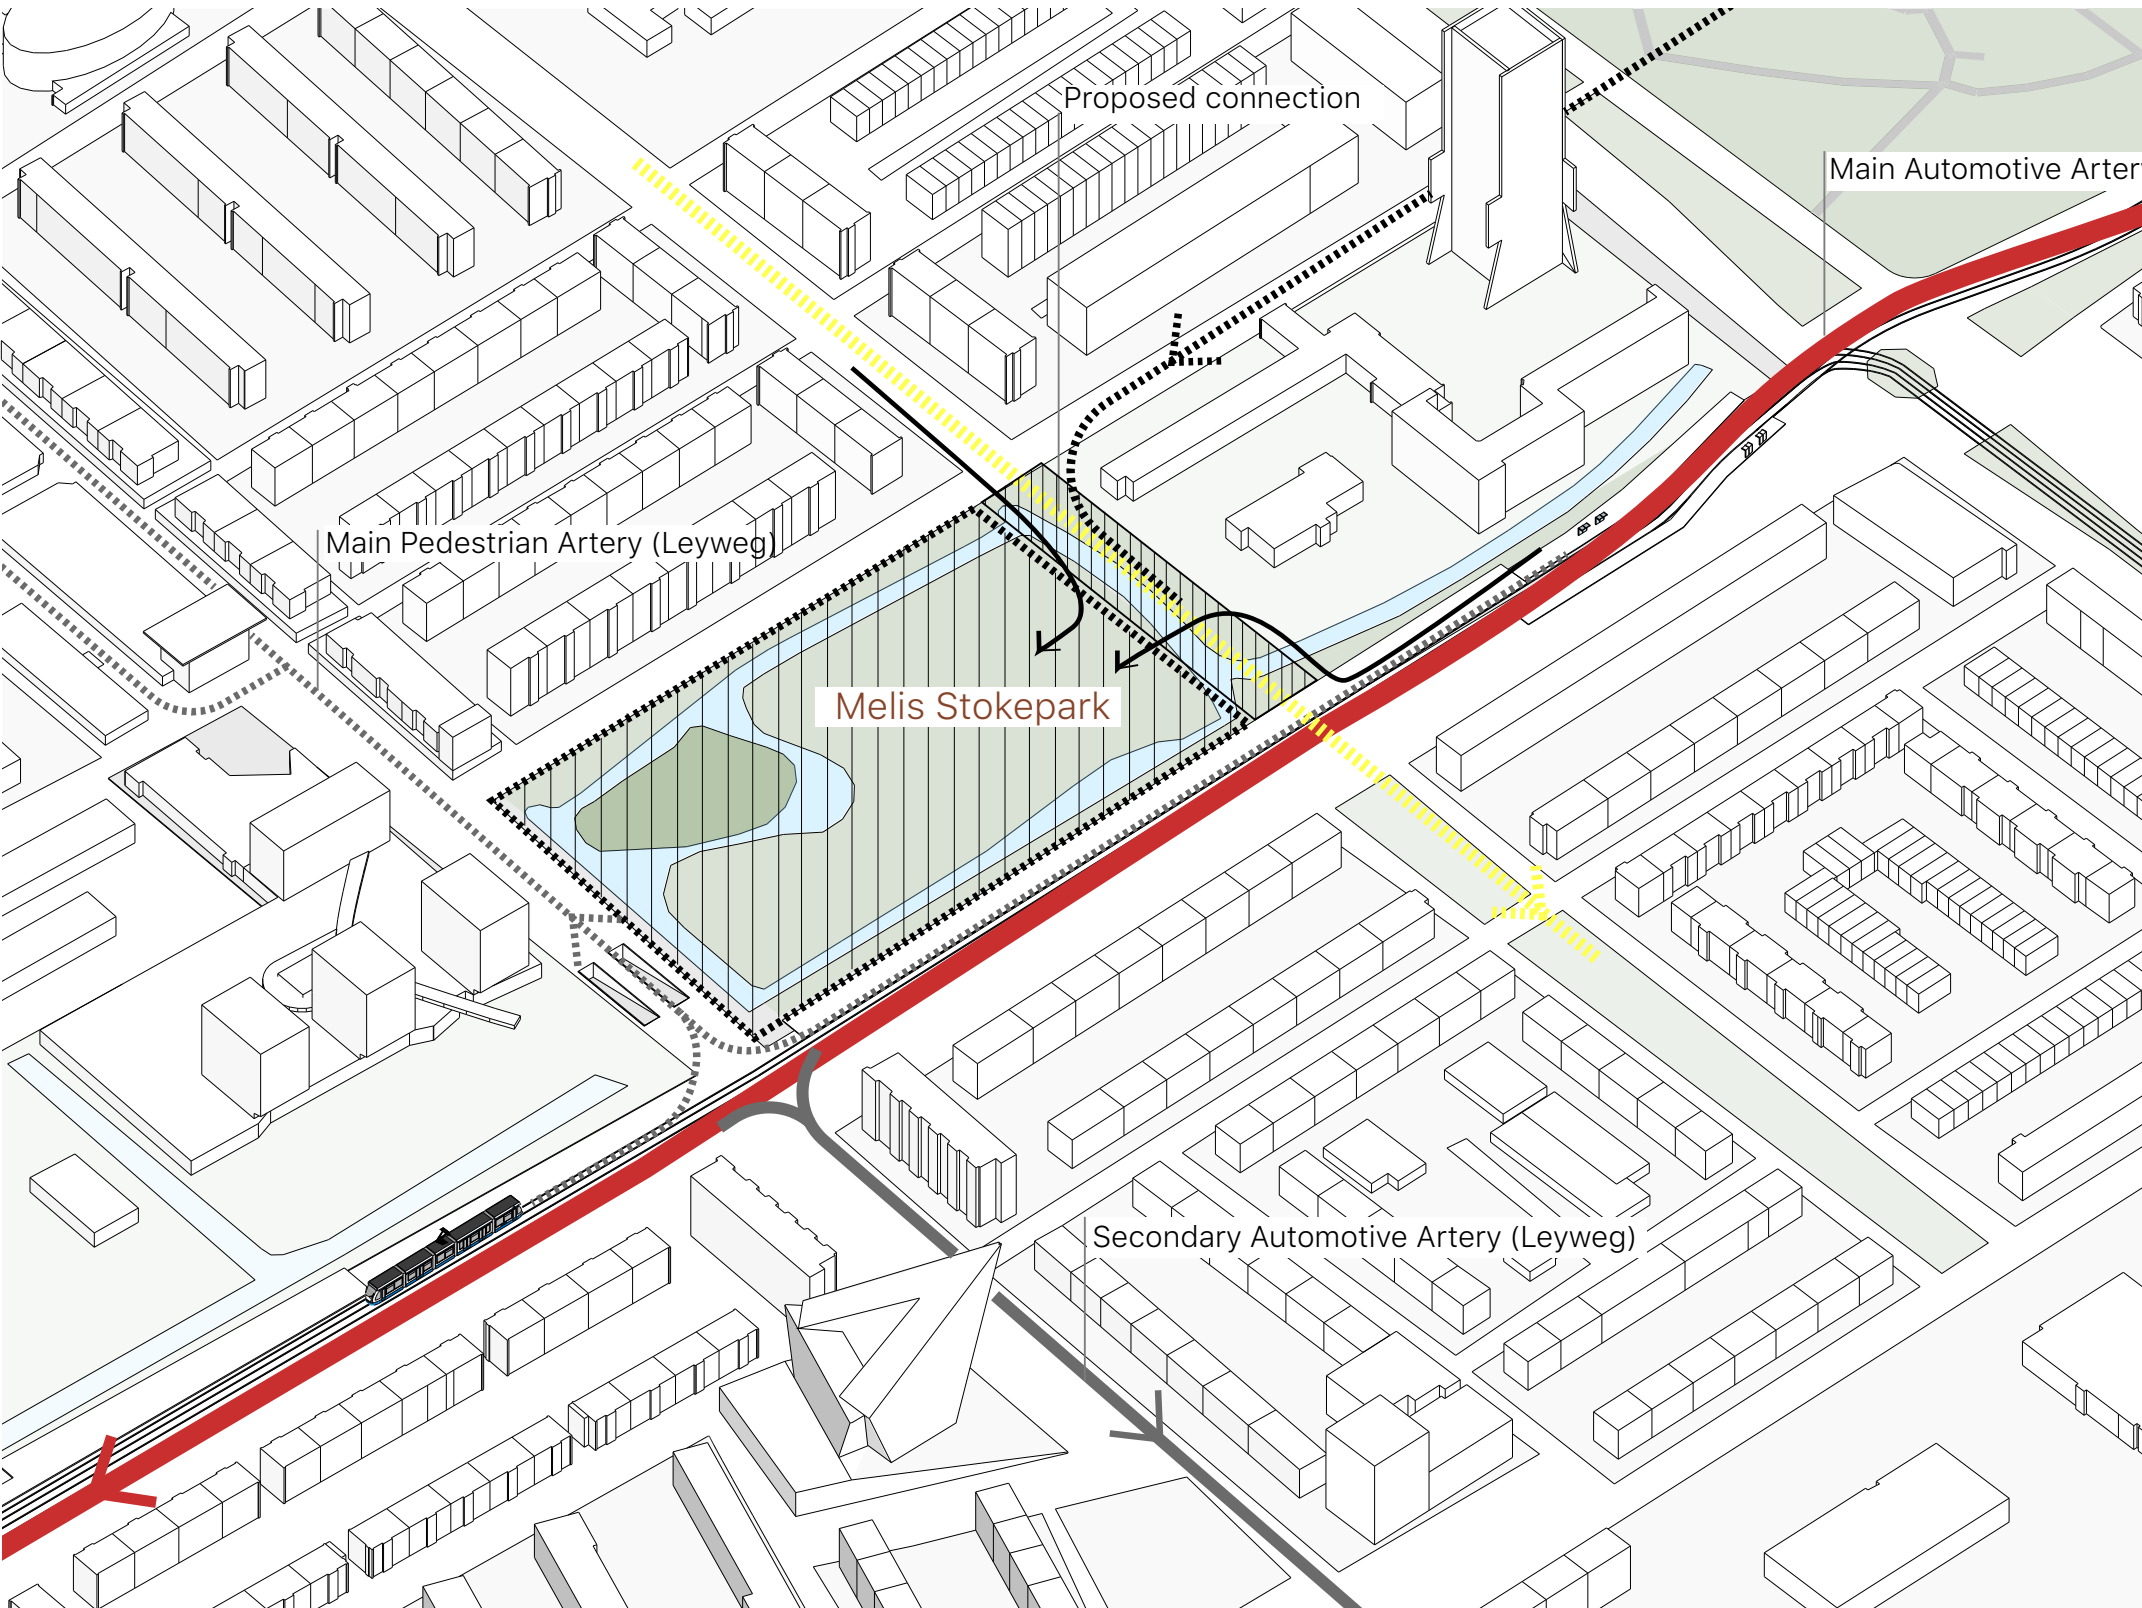 Proposed connection
Main Automotive Arter
Main Pedestrian Artery (Leyweg)
Melis Stokepark
Secondary Automotive Artery (Leyweg)